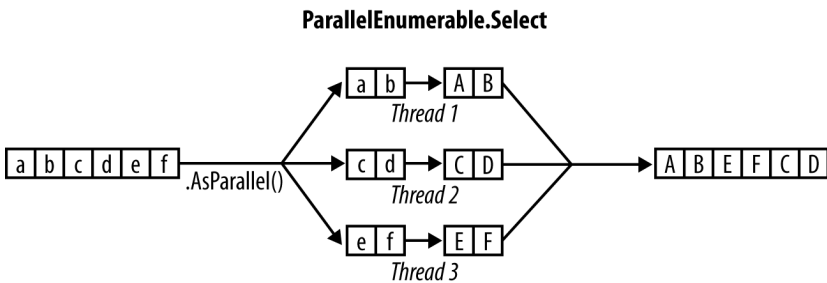 ParallelEnumerable.Select
a b A B
Thread 1
a b c d e f .AsParallel() c d C D A B E F C D
Thread 2
e f E F
Thread 3